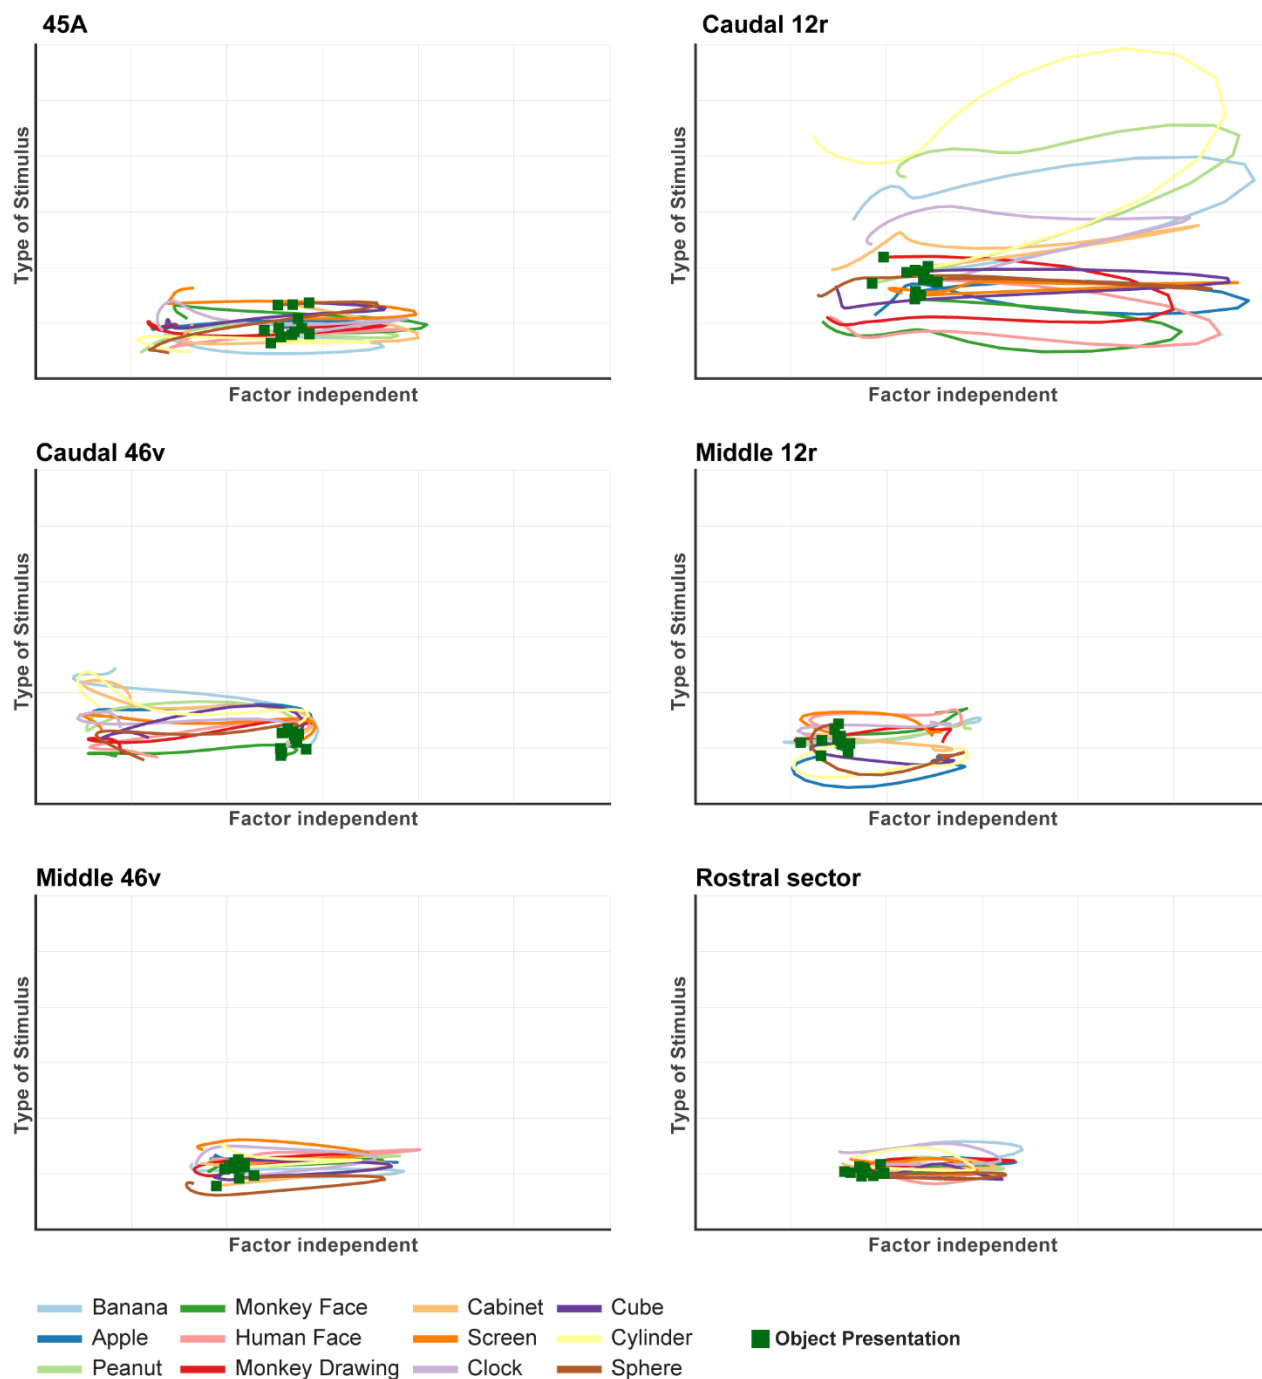 45A
Caudal 12r
Type of Stimulus
Type of Stimulus
Factor independent
Factor independent
Caudal 46v
Middle 12r
Type of Stimulus
Type of Stimulus
Factor independent
Factor independent
Middle 46v
Rostral sector
Type of Stimulus
Type of Stimulus
Factor independent
Factor independent
Banana
Monkey Face
Cabinet
Cube
Apple
Human Face
Screen
Cylinder
Object Presentation
Peanut
Monkey Drawing
Clock
Sphere